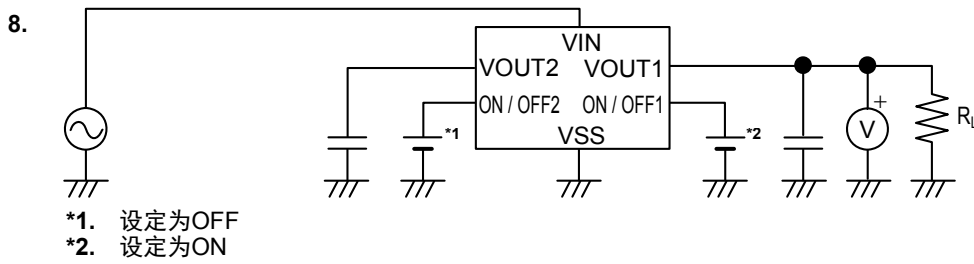 8.
VIN
VOUT2 VOUT1
ON / OFF2 ON / OFF1
*1 *2
VSS
+
V
RL
*1. 设定为OFF
*2. 设定为ON